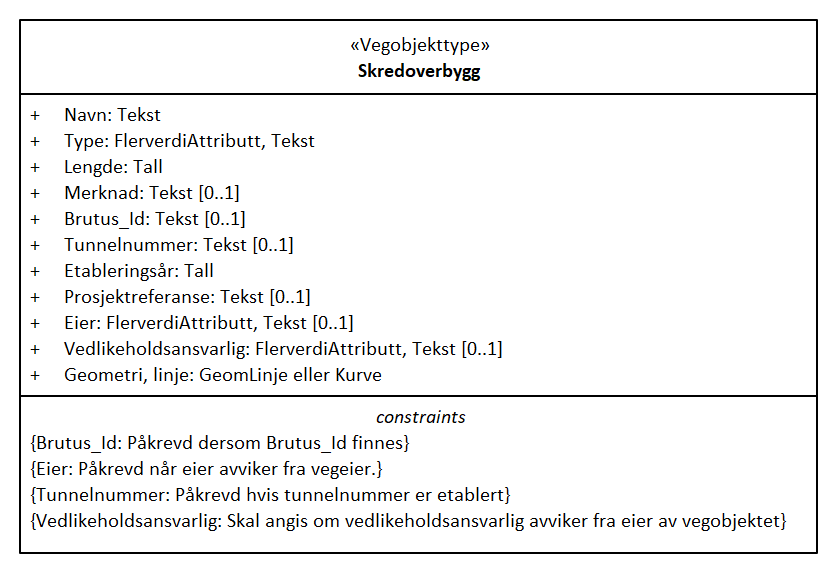 «Vegobjekttype»
Skredoverbygg
+ Navn: Tekst
+ Type: FlerverdiAttributt, Tekst
+ Lengde: Tall
+ Merknad: Tekst [0..1]
+ Brutus_Id: Tekst [0..1]
+ Tunnelnummer: Tekst [0..1]
+ Etableringsår: Tall
+ Prosjektreferanse: Tekst [0..1]
+ Eier: FlerverdiAttributt, Tekst [0..1]
+ Vedlikeholdsansvarlig: FlerverdiAttributt, Tekst [0..1]
+ Geometri, linje: GeomLinje eller Kurve
constraints
{Brutus_Id: Påkrevd dersom Brutus_Id finnes}
{Eier: Påkrevd når eier avviker fra vegeier.}
{Tunnelnummer: Påkrevd hvis tunnelnummer er etablert}
{Vedlikeholdsansvarlig: Skal angis om vedlikeholdsansvarlig avviker fra eier av vegobjektet}